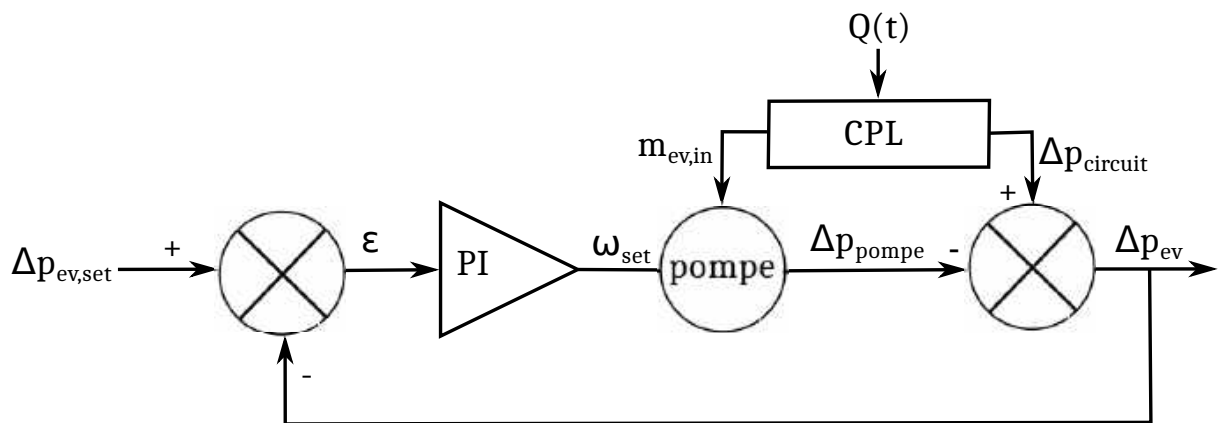 Q(t)
CPL
m_ev,in
Δp_circuit
+
Δp_ev,set
+
ε
PI
ω_set
pompe
Δp_pompe
-
Δp_ev
-